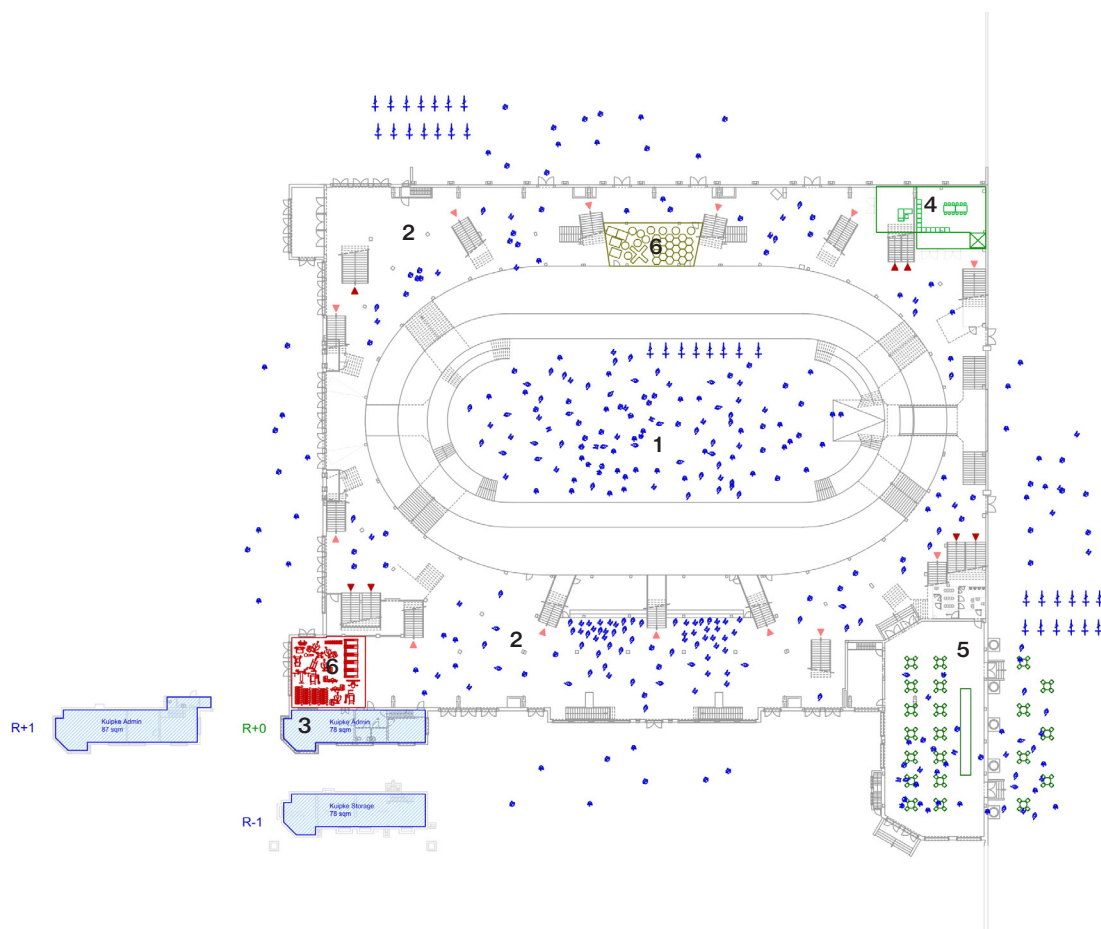 4
2
6
1
2
5
6
R+1
Kuipke Admin
87 sqm
R+0
3
Kuipke Admin
78 sqm
R-1
Kuipke Storage
78 sqm